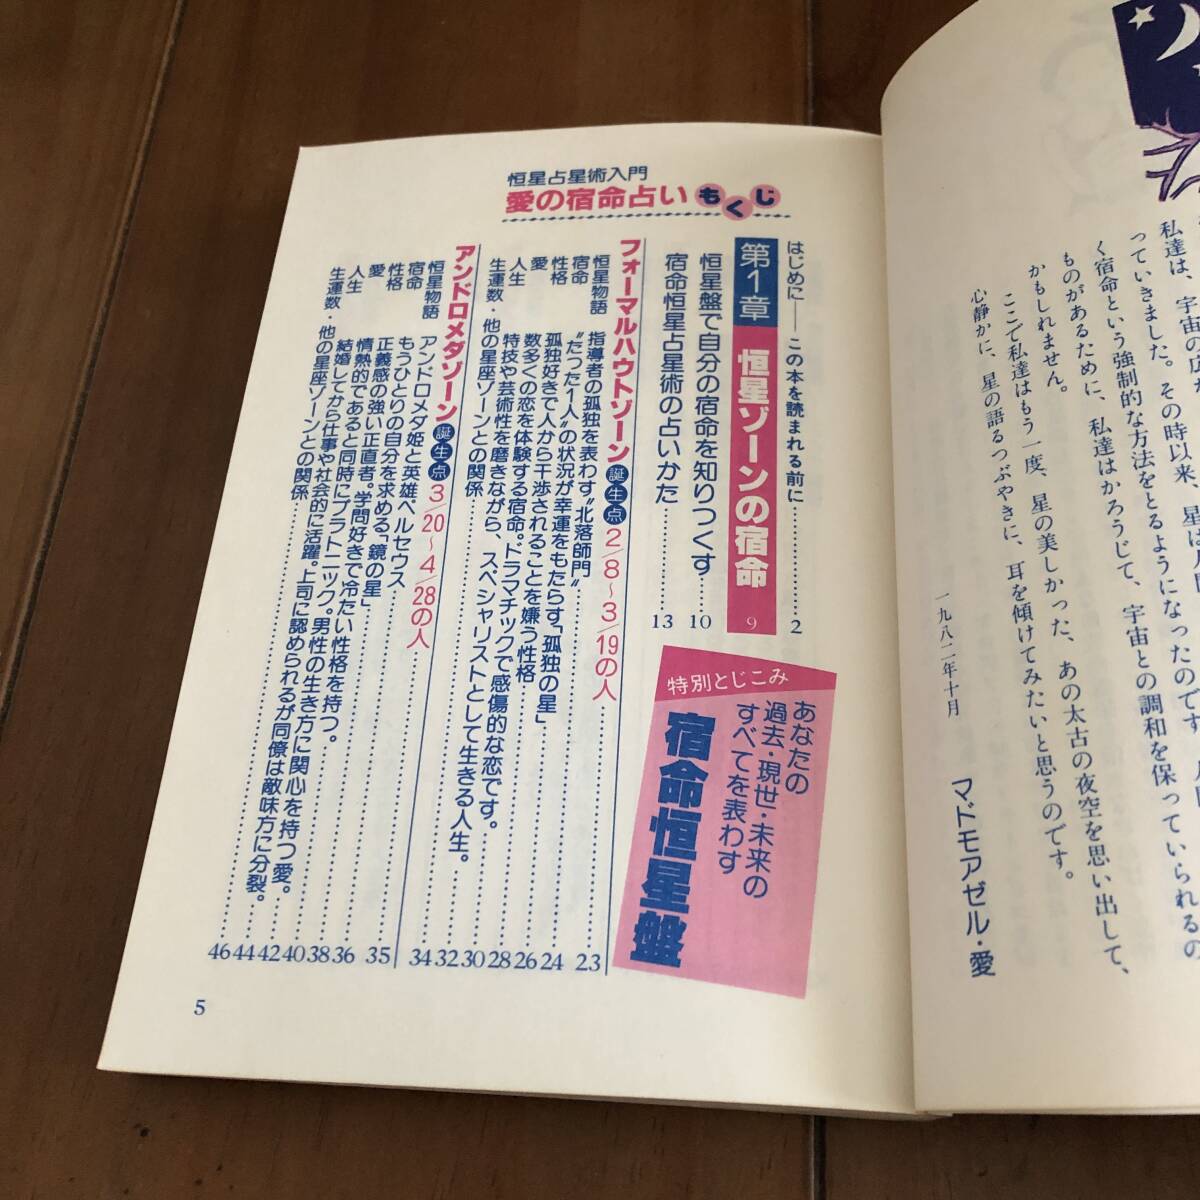 私達は、宇宙の
っていきました。その時以来、星は
く宿命という強制的な方法をとるようになったのです。
ものがあるために、私達はかろうじて、宇宙との調和を保っていられるの
かもしれません。
ここで私達はもう一度、星の美しかった、あの太古の夜空を思い出して、
心静かに、星の語るつぶやきに、耳を傾けてみたいと思うのです。
一九八二年十月
マドモアゼル・愛
恒星占星術入門
愛の宿命占い もくじ
はじめに――この本を読まれる前に……… 2
第1章 恒星ゾーンの宿命 9
恒星盤で自分の宿命を知りつくす… 10
宿命恒星占星術の占いかた……… 13
特別とじこみ
あなたの
過去・現世・未来の
すべてを表わす
宿命恒星盤
フォーマルハウトゾーン 誕生点 2/8〜3/19の人
恒星物語 指導者の孤独を表わす〝北落師門〟
宿命 〝たった1人〟の状況が幸運をもたらす、「孤独の星」
性格 孤独好きで人から干渉されることを嫌う性格
愛 数多くの恋を体験する宿命。ドラマチックで感傷的な恋です。
人生 特技や芸術性を磨きながら、スペシャリストとして生きる人生。
生運数・他の星座ゾーンとの関係
23 24 26 28 30 32 34
アンドロメダゾーン 誕生点 3/20〜4/28の人
恒星物語 アンドロメダ姫と英雄ペルセウス
宿命 もうひとりの自分を求める、「鏡の星」
性格 正義感の強い正直者。学問好きで冷たい性格を持つ。
愛 情熱的であると同時にプラトニック。男性の生き方に関心を持つ愛。
人生 結婚してから仕事や社会的に活躍。上司に認められるが同僚は敵味方に分裂。
生運数・他の星座ゾーンとの関係
35 36 38 40 42 44 46
5